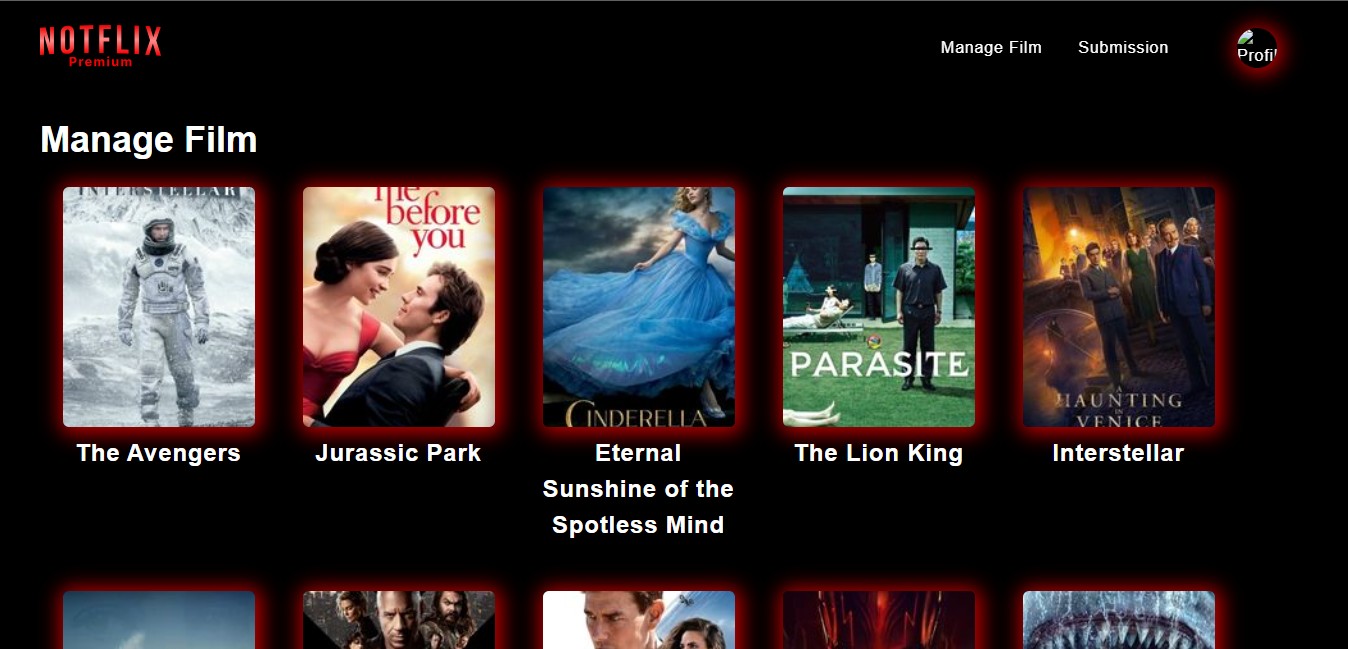 NOTFLIX
Premium
Manage Film
Submission
Profil
Manage Film
INTERSTELLAR
me
before
you
CINDERELLA
PARASITE
A
HAUNTING
IN
VENICE
The Avengers
Jurassic Park
Eternal
Sunshine of the
Spotless Mind
The Lion King
Interstellar